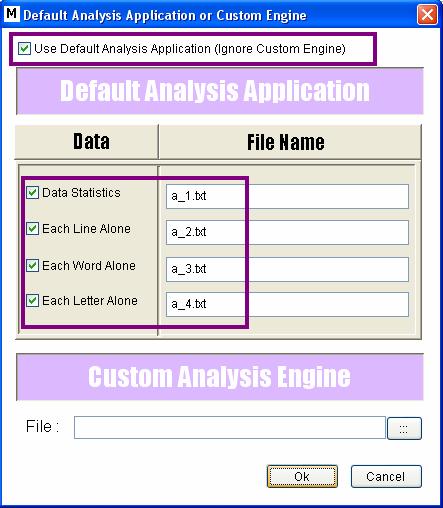 M Default Analysis Application or Custom Engine
Use Default Analysis Application (Ignore Custom Engine)
Default Analysis Application
Data File Name
Data Statistics a_1.txt
Each Line Alone a_2.txt
Each Word Alone a_3.txt
Each Letter Alone a_4.txt
Custom Analysis Engine
File : :::
Ok Cancel